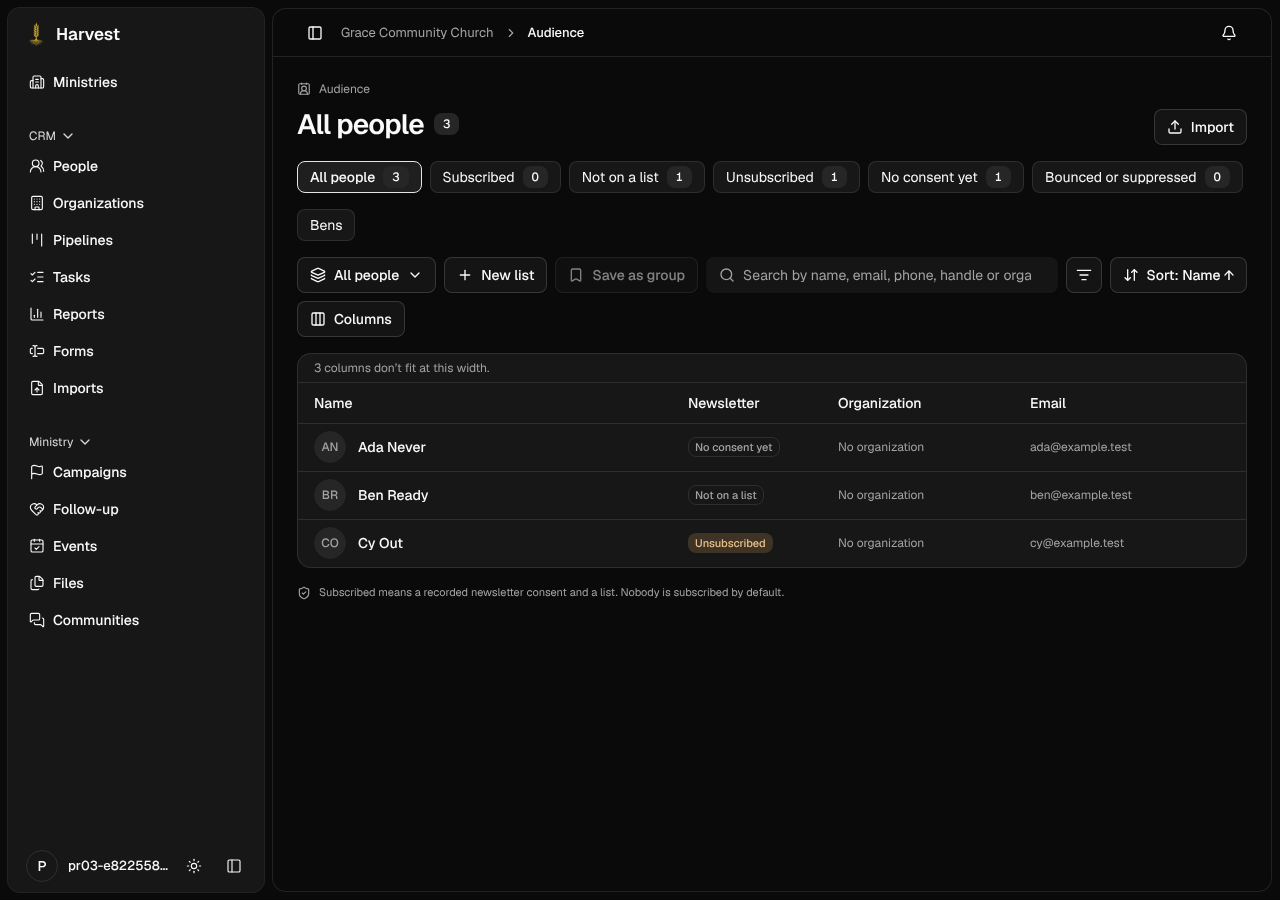 Harvest
Grace Community Church > Audience
Ministries
CRM
People
Organizations
Pipelines
Tasks
Reports
Forms
Imports
Ministry
Campaigns
Follow-up
Events
Files
Communities
P pr03-e822558...
Audience
All people 3
Import
All people 3 Subscribed 0 Not on a list 1 Unsubscribed 1 No consent yet 1 Bounced or suppressed 0
Bens
All people New list Save as group Search by name, email, phone, handle or orga Sort: Name ↑
Columns
3 columns don’t fit at this width.
Name Newsletter Organization Email
AN Ada Never No consent yet No organization ada@example.test
BR Ben Ready Not on a list No organization ben@example.test
CO Cy Out Unsubscribed No organization cy@example.test
Subscribed means a recorded newsletter consent and a list. Nobody is subscribed by default.